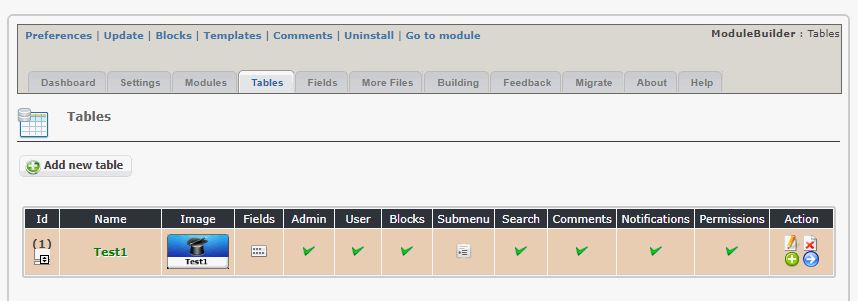 Preferences | Update | Blocks | Templates | Comments | Uninstall | Go to module
ModuleBuilder : Tables
Dashboard Settings Modules Tables Fields More Files Building Feedback Migrate About Help
Tables
Add new table
Id Name Image Fields Admin User Blocks Submenu Search Comments Notifications Permissions Action
(1) Test1 Test1